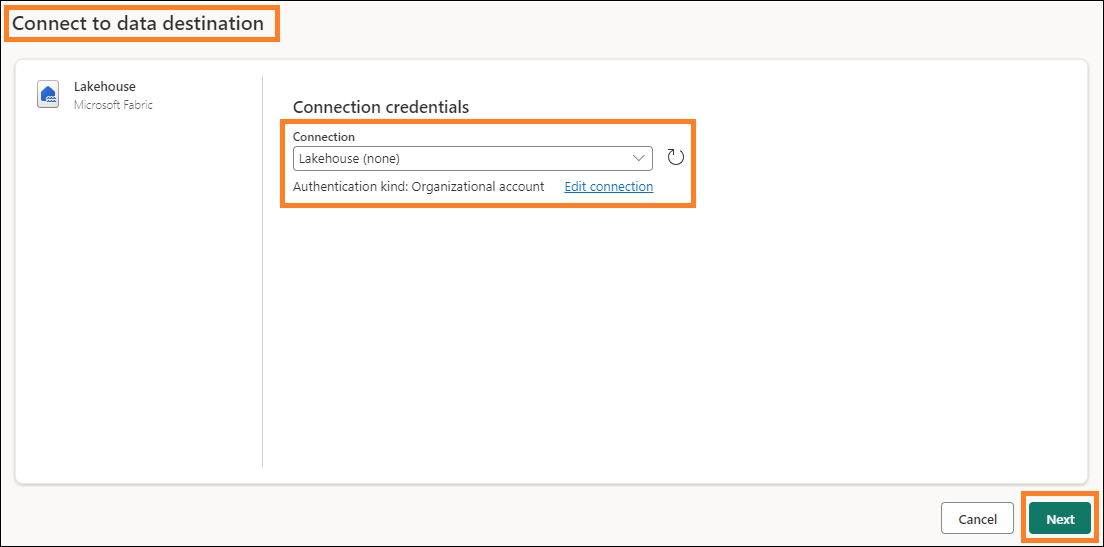 Connect to data destination
Lakehouse
Microsoft Fabric
Connection credentials
Connection
Lakehouse (none)
Authentication kind: Organizational account Edit connection
Cancel Next